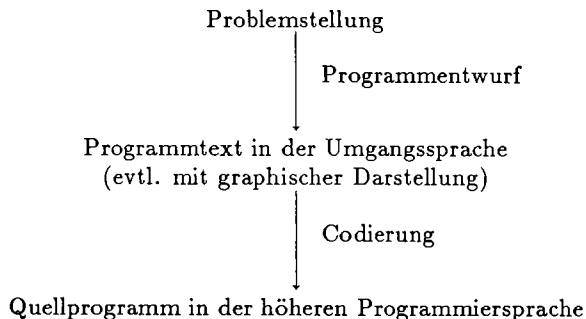 Problemstellung
Programmentwurf
Programmtext in der Umgangssprache
(evtl. mit graphischer Darstellung)
Codierung
Quellprogramm in der höheren Programmiersprache